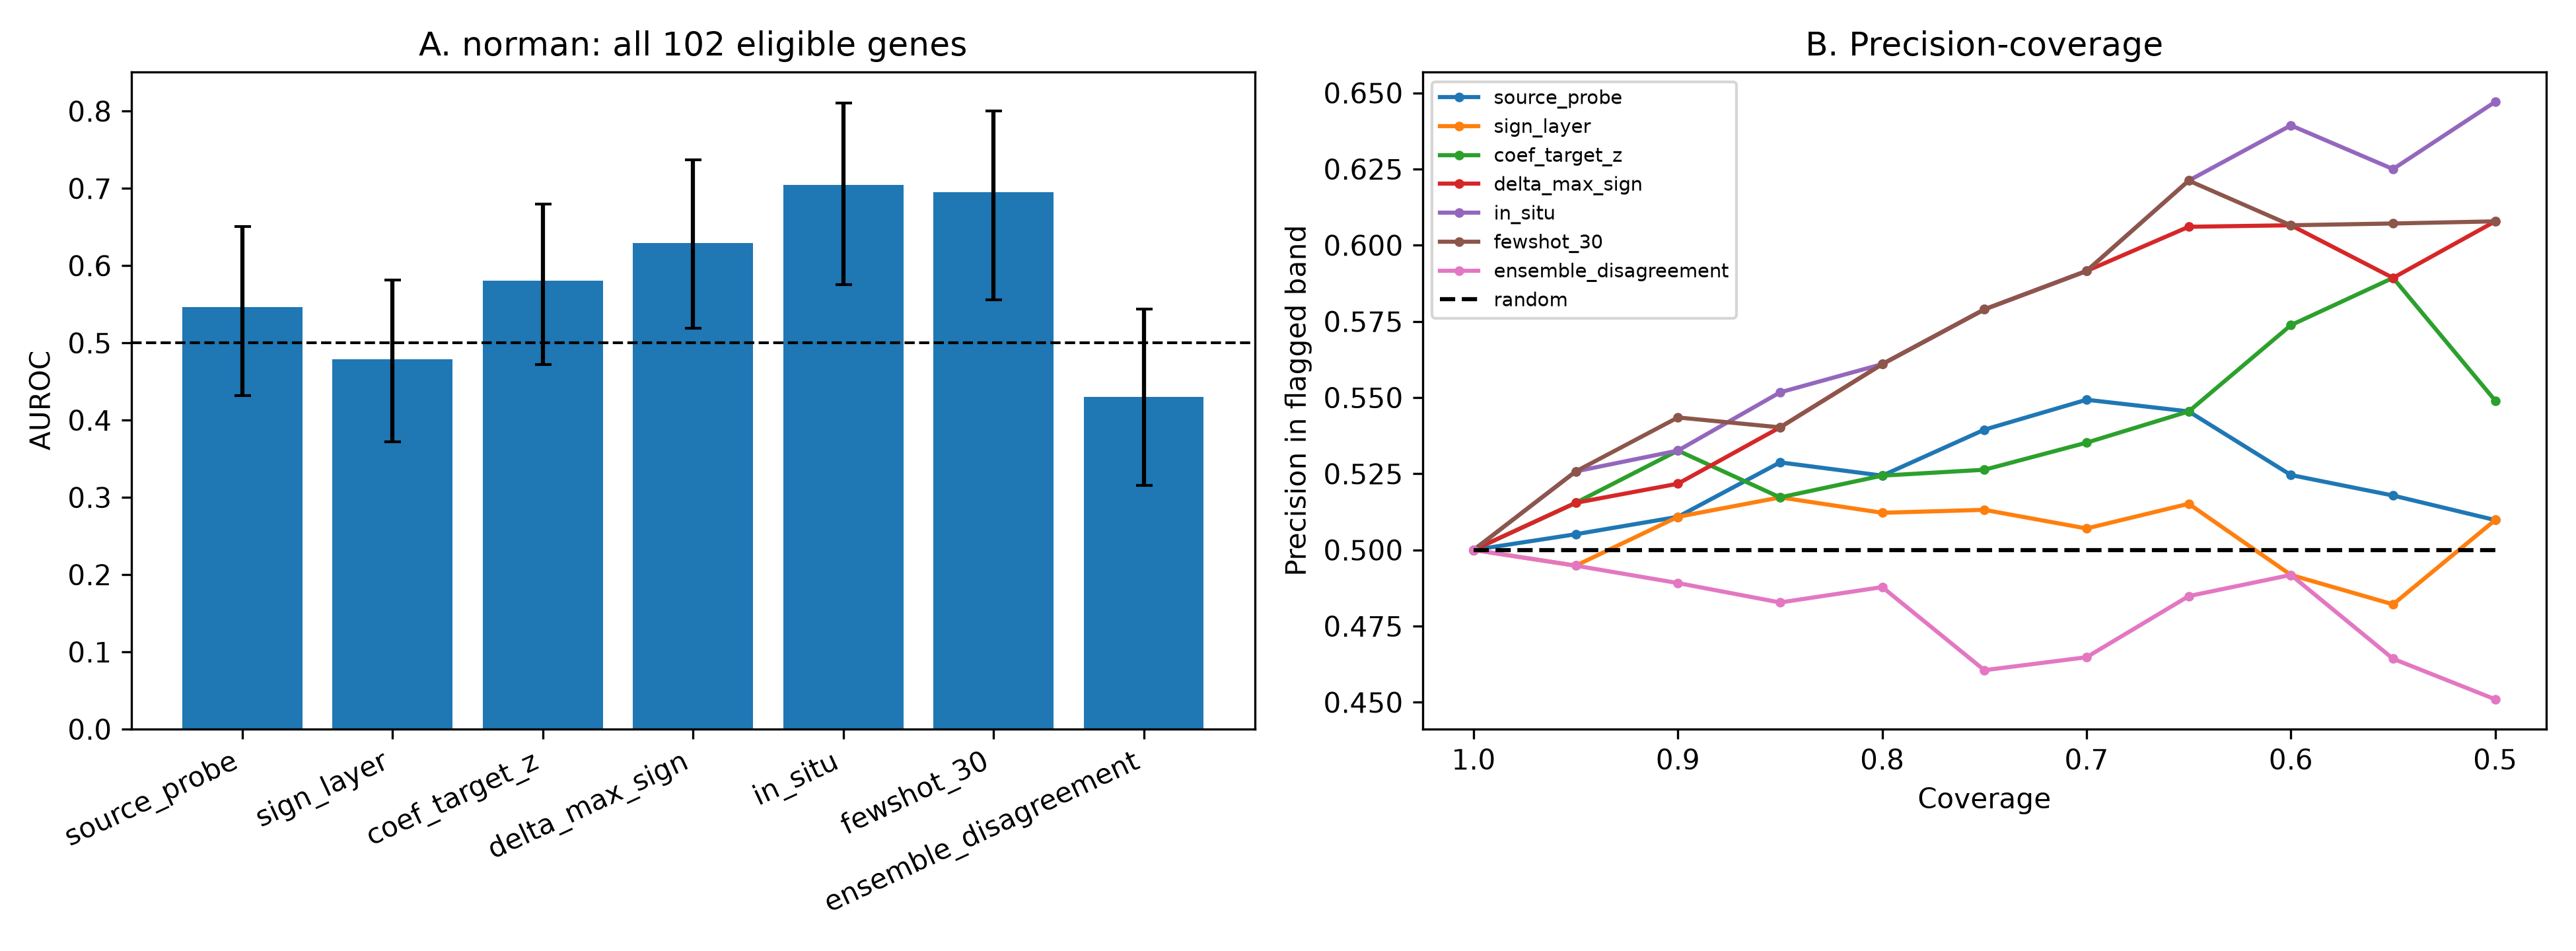 A. norman: all 102 eligible genes
AUROC
0.8
0.7
0.6
0.5
0.4
0.3
0.2
0.1
0.0
source_probe
sign_layer
coef_target_z
delta_max_sign
in_situ
fewshot_30
ensemble_disagreement
B. Precision-coverage
Precision in flagged band
0.650
0.625
0.600
0.575
0.550
0.525
0.500
0.475
0.450
source_probe
sign_layer
coef_target_z
delta_max_sign
in_situ
fewshot_30
ensemble_disagreement
random
1.0
0.9
0.8
0.7
0.6
0.5
Coverage